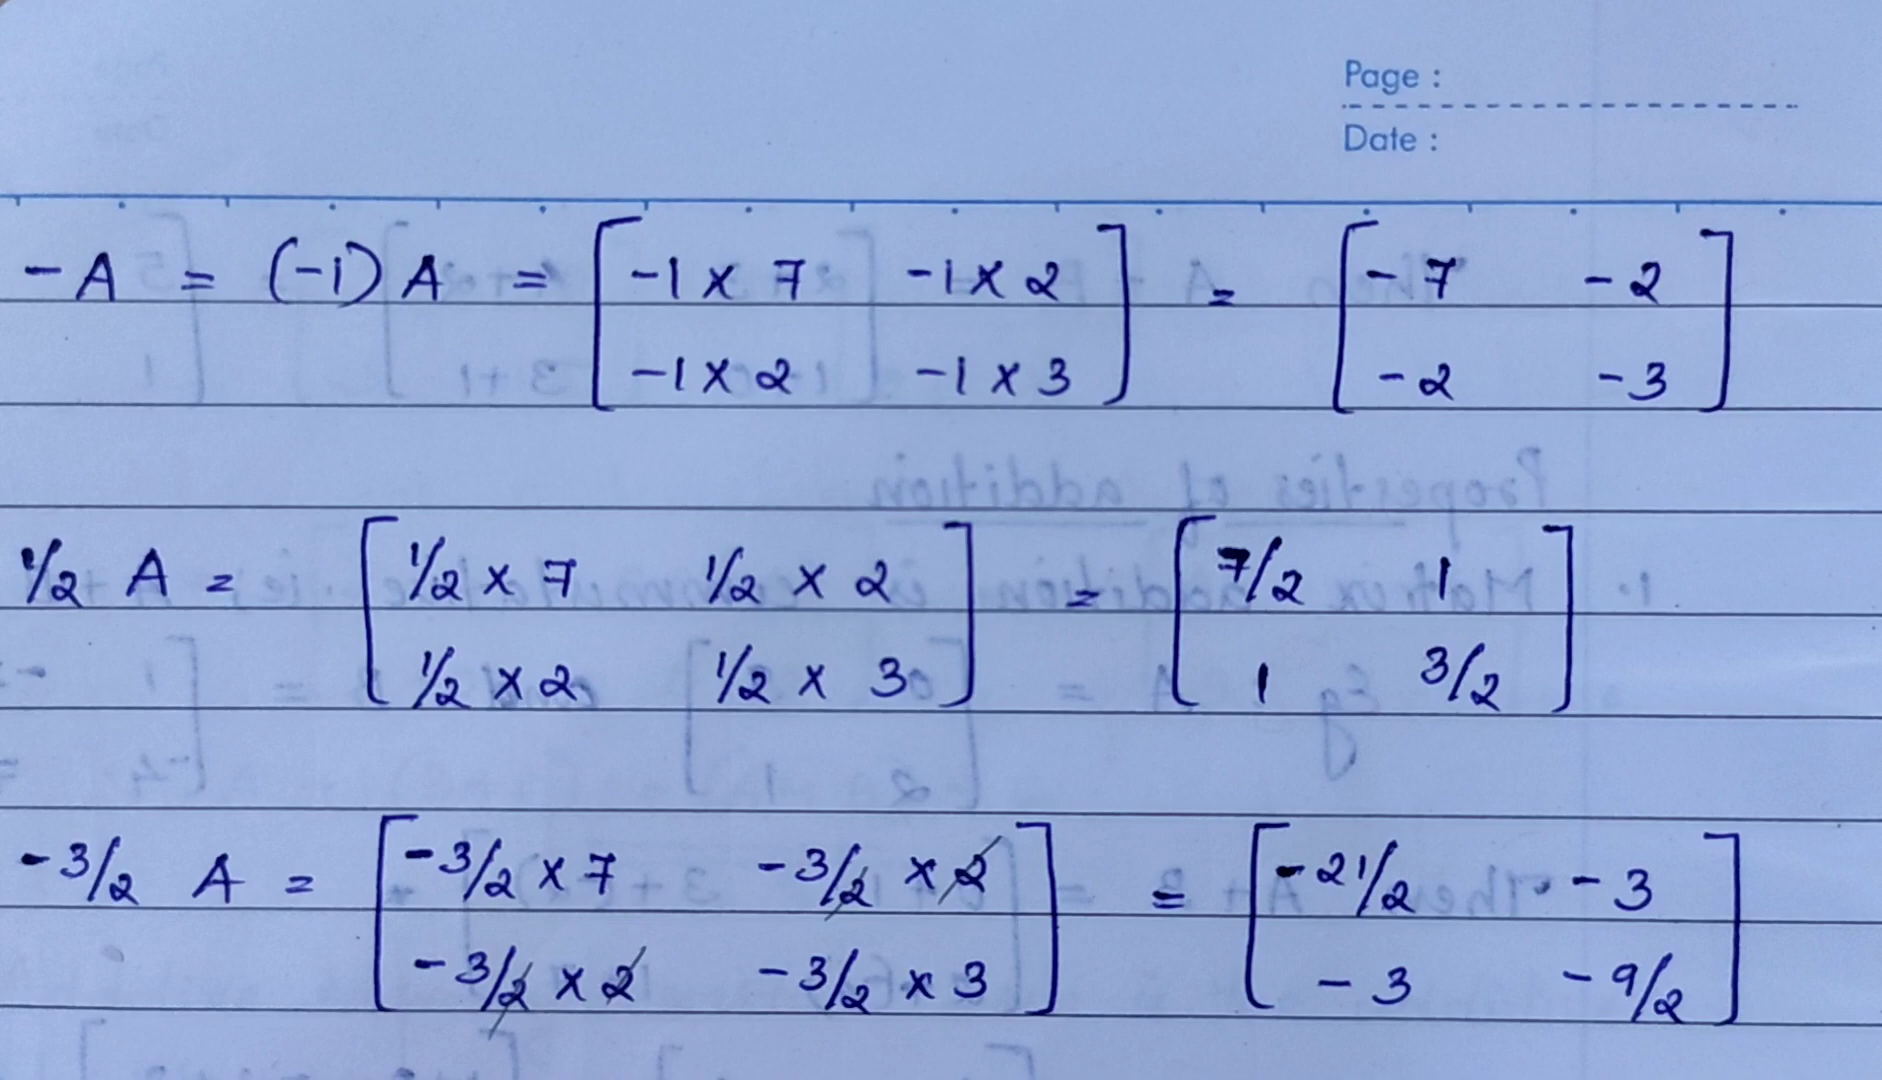 Page :
Date :
-A = (-1) A = [ -1 x 7 -1 x 2 ] = [ -7 -2 ]
[ -1 x 2 -1 x 3 ] [ -2 -3 ]
1/2 A = [ 1/2 x 7 1/2 x 2 ] = [ 7/2 1 ]
[ 1/2 x 2 1/2 x 3 ] [ 1 3/2 ]
-3/2 A = [ -3/2 x 7 -3/2 x 2 ] = [ -21/2 -3 ]
[ -3/2 x 2 -3/2 x 3 ] [ -3 -9/2 ]